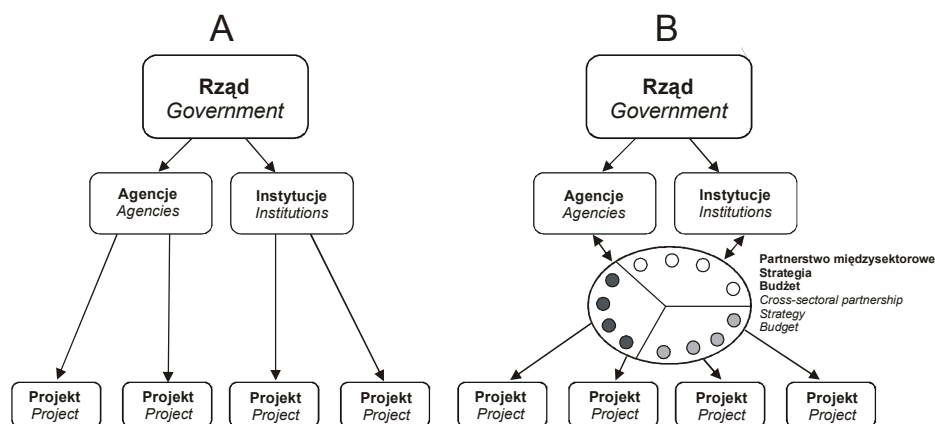 A
Rząd
Government
Agencje
Agencies
Instytucje
Institutions
Projekt
Project
Projekt
Project
Projekt
Project
Projekt
Project
B
Rząd
Government
Agencje
Agencies
Instytucje
Institutions
Partnerstwo międzysektorowe
Strategia
Budżet
Cross-sectoral partnership
Strategy
Budget
Projekt
Project
Projekt
Project
Projekt
Project
Projekt
Project